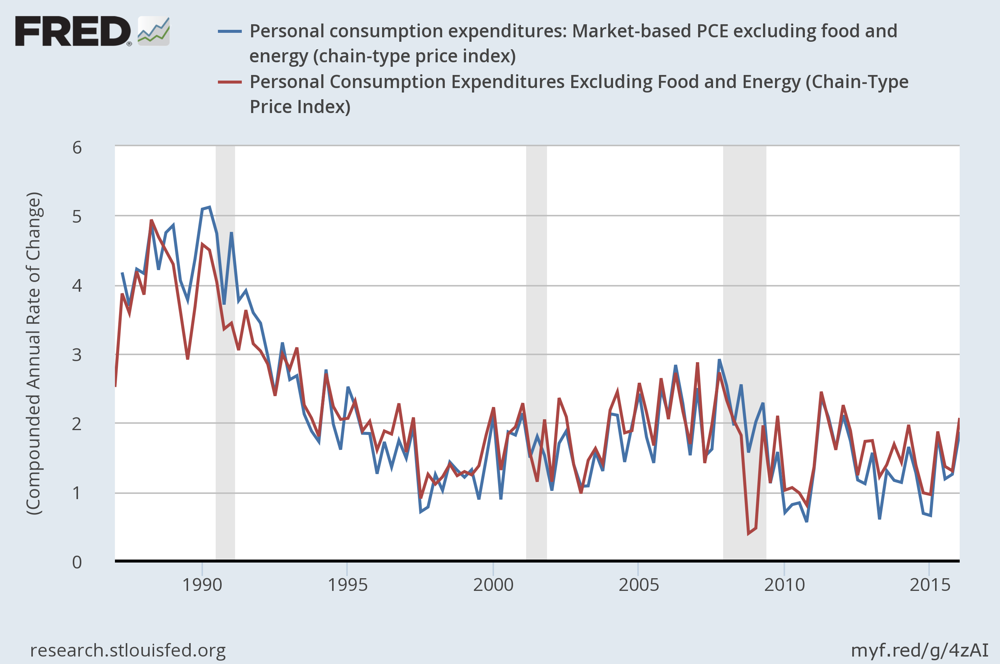 FRED®
Personal consumption expenditures: Market-based PCE excluding food and
energy (chain-type price index)
Personal Consumption Expenditures Excluding Food and Energy (Chain-Type
Price Index)
(Compounded Annual Rate of Change)
6
5
4
3
2
1
0
1990 1995 2000 2005 2010 2015
research.stlouisfed.org
myf.red/g/4zAI